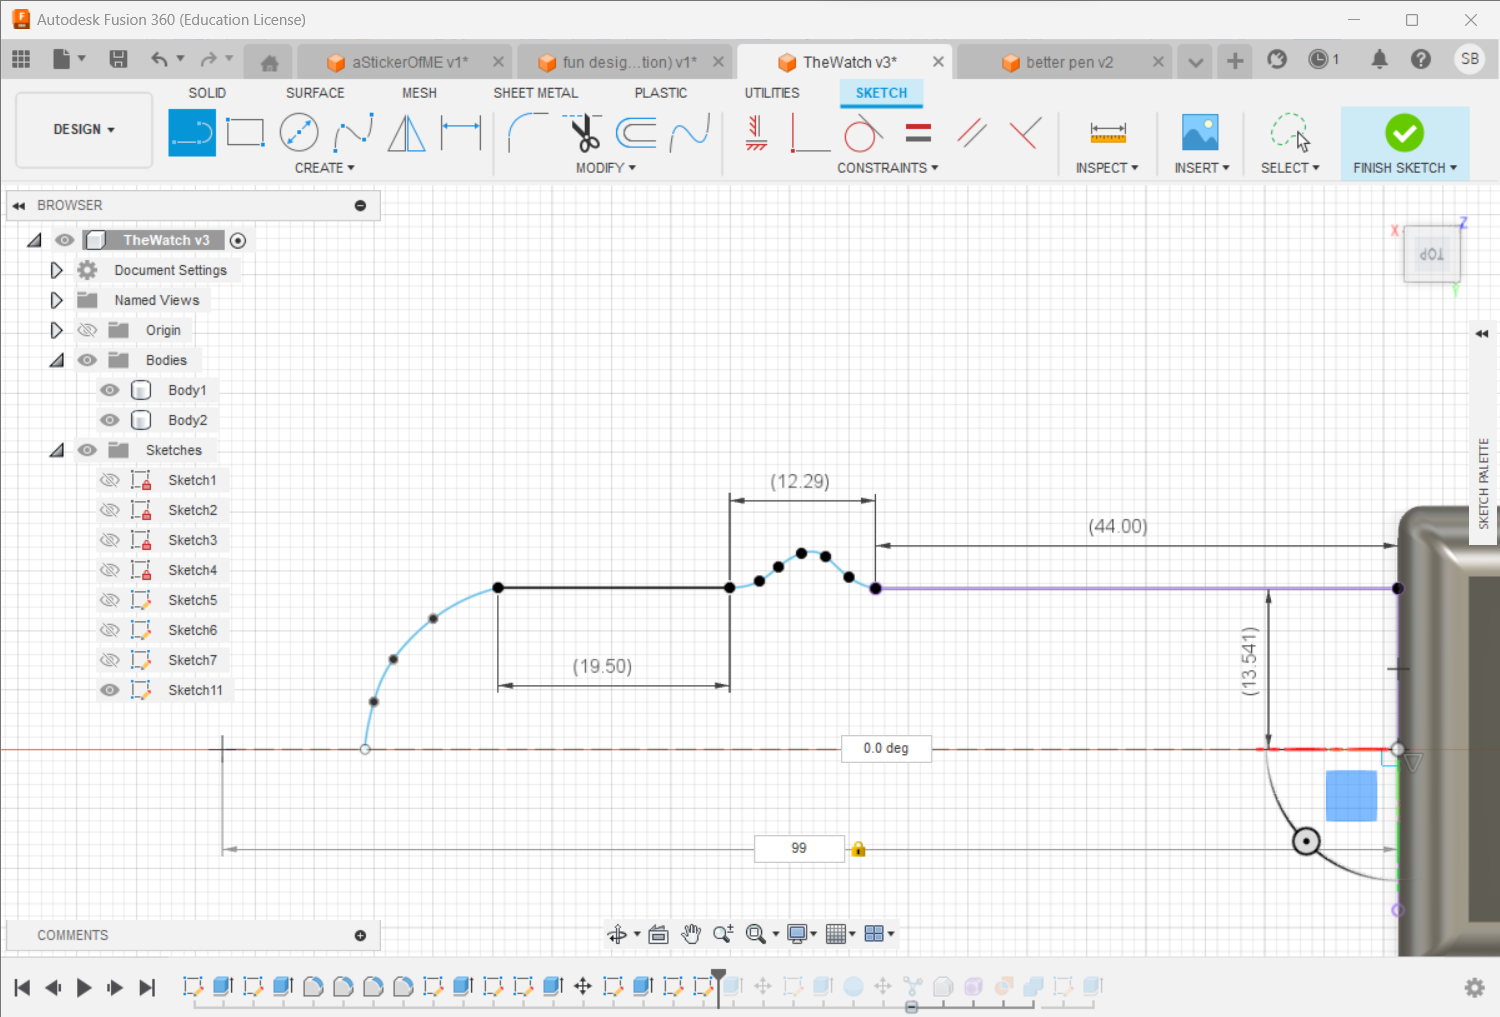 Autodesk Fusion 360 (Education License)
aStickerOfME v1*
fun desig...tion) v1*
TheWatch v3*
better pen v2
1
SB
SOLID
SURFACE
MESH
SHEET METAL
PLASTIC
UTILITIES
SKETCH
DESIGN
CREATE
MODIFY
CONSTRAINTS
INSPECT
INSERT
SELECT
FINISH SKETCH
BROWSER
TheWatch v3
Document Settings
Named Views
Origin
Bodies
Body1
Body2
Sketches
Sketch1
Sketch2
Sketch3
Sketch4
Sketch5
Sketch6
Sketch7
Sketch11
X
Z
TOP
Y
SKETCH PALETTE
(12.29)
(44.00)
(19.50)
(13.541)
0.0 deg
99
COMMENTS